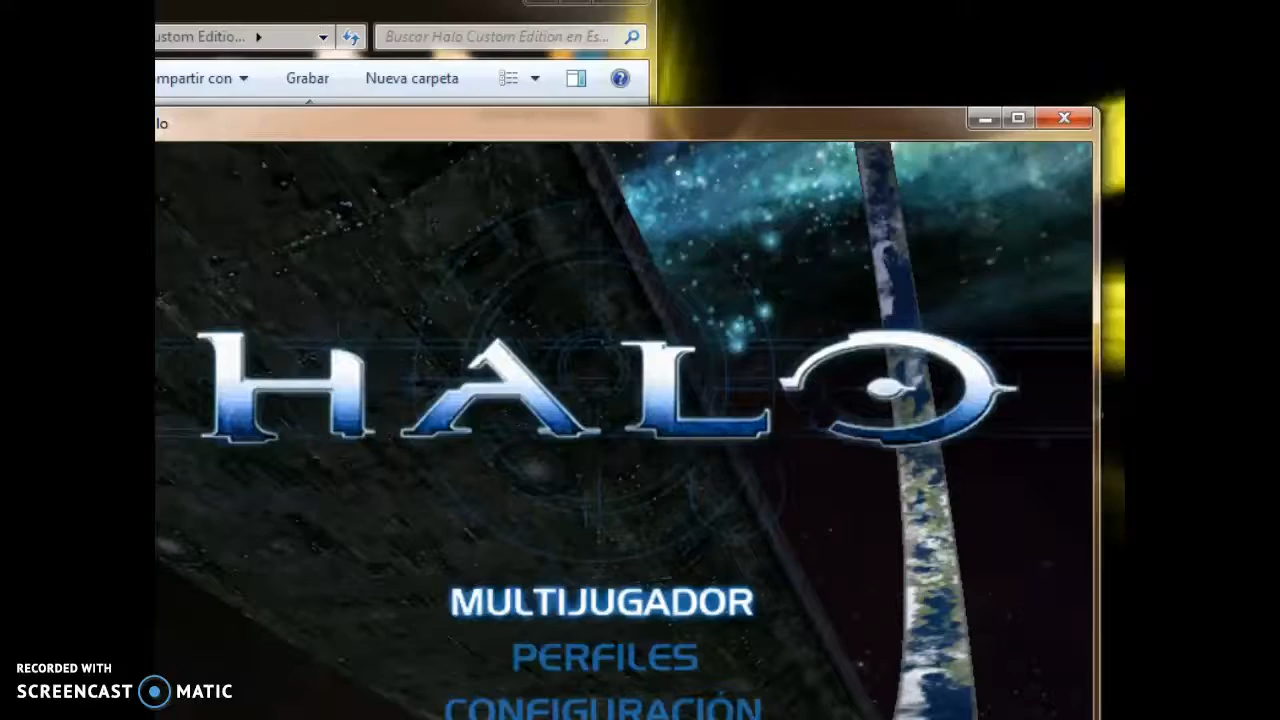 ustom Editio...
Buscar Halo Custom Edition en Es...
mpartir con
Grabar
Nueva carpeta
lo
HALO
MULTIJUGADOR
PERFILES
CONFIGURACIÓN
RECORDED WITH
SCREENCAST MATIC